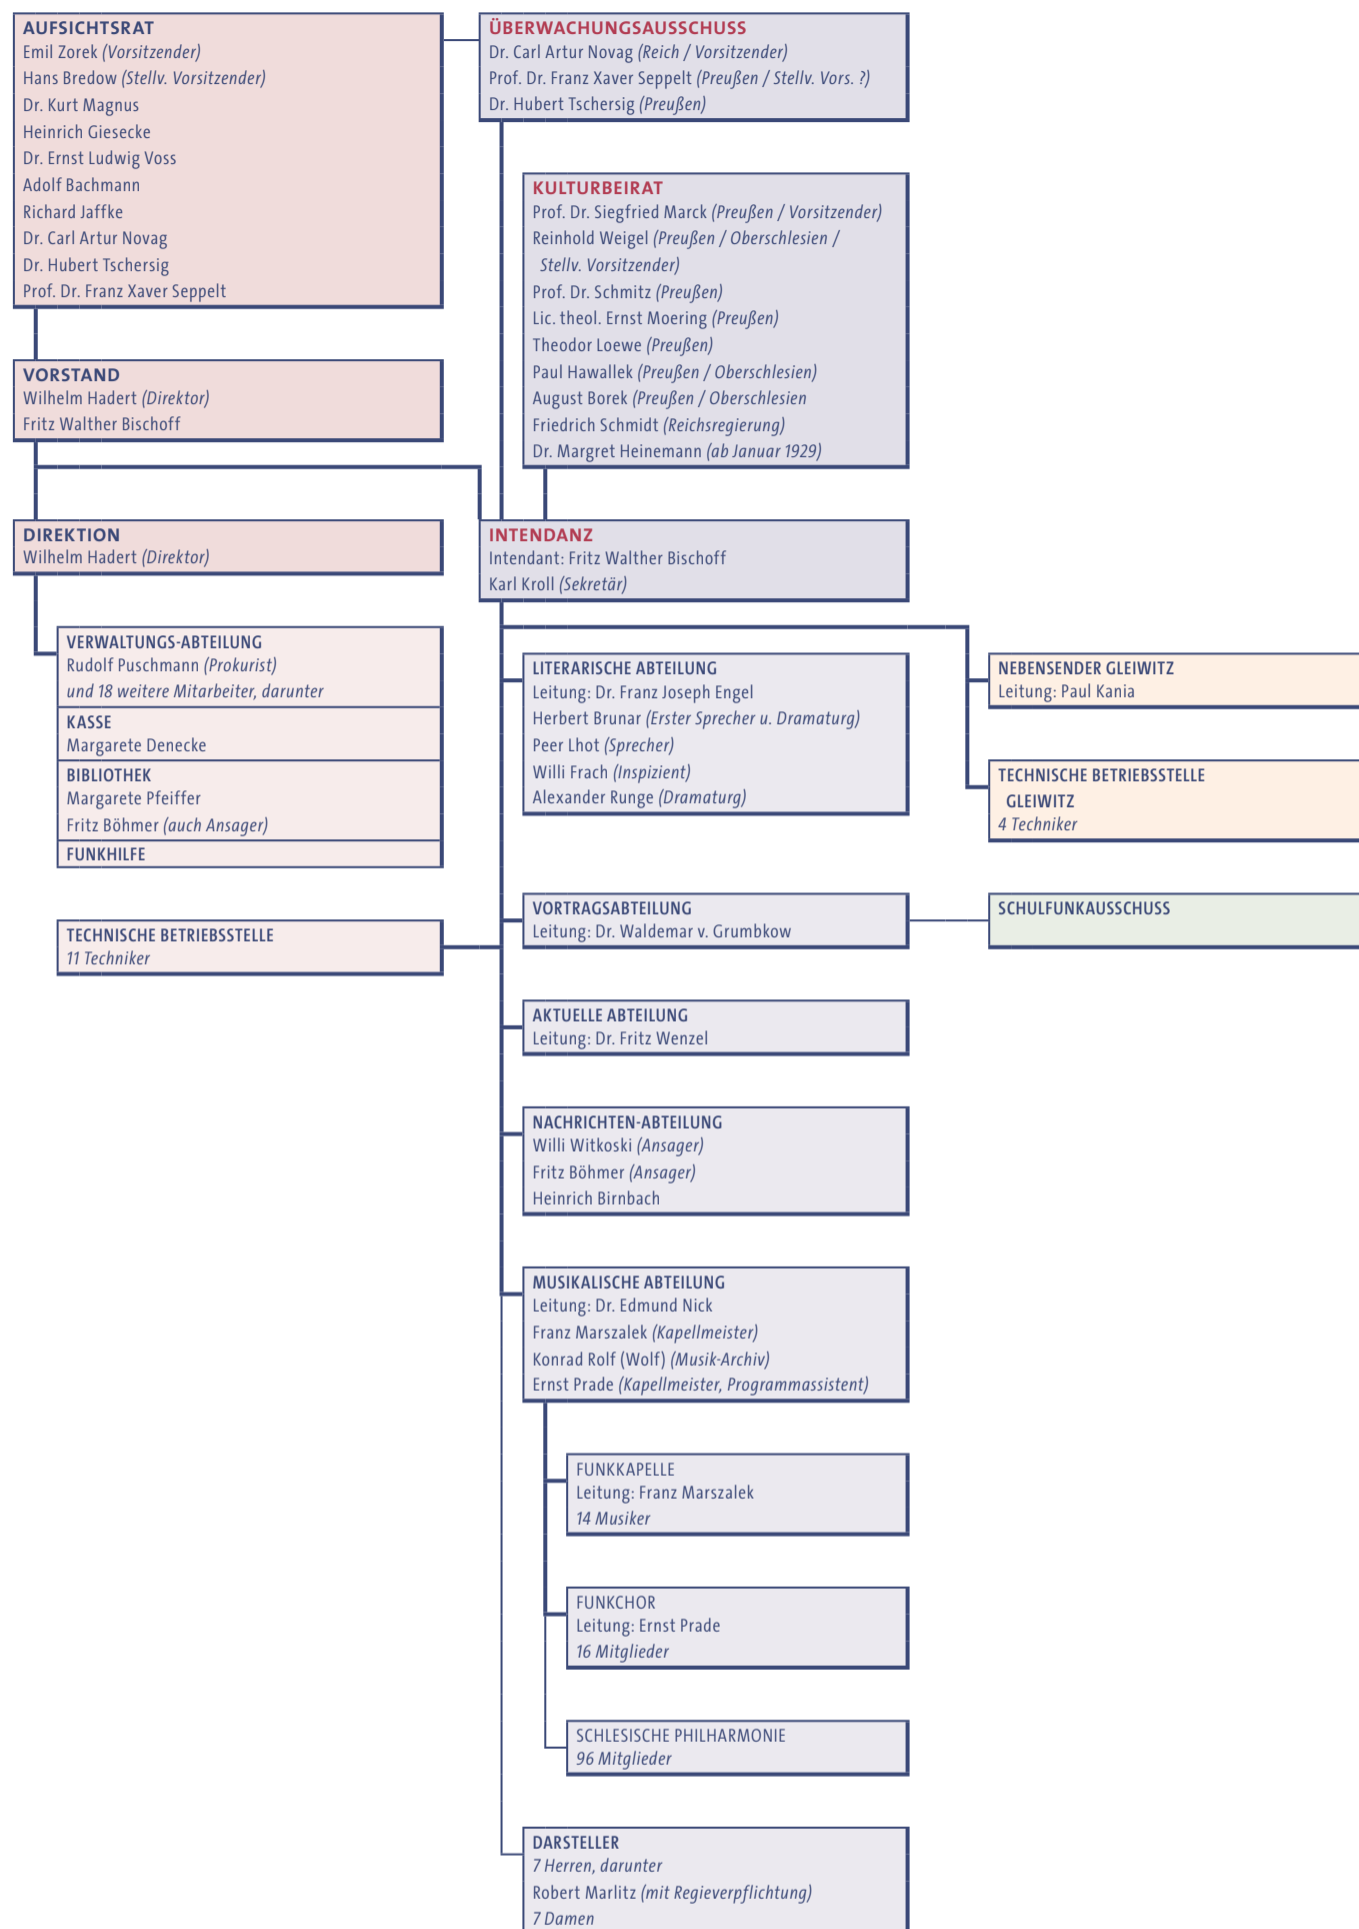 AUFSICHTSRAT
Emil Zorek (Vorsitzender)
Hans Bredow (Stellv. Vorsitzender)
Dr. Kurt Magnus
Heinrich Giesecke
Dr. Ernst Ludwig Voss
Adolf Bachmann
Richard Jaffke
Dr. Carl Artur Novag
Dr. Hubert Tschersig
Prof. Dr. Franz Xaver Seppelt
ÜBERWACHUNGSAUSSCHUSS
Dr. Carl Artur Novag (Reich / Vorsitzender)
Prof. Dr. Franz Xaver Seppelt (Preußen / Stellv. Vors. ?)
Dr. Hubert Tschersig (Preußen)
KULTURBEIRAT
Prof. Dr. Siegfried Marck (Preußen / Vorsitzender)
Reinhold Weigel (Preußen / Oberschlesien /
Stellv. Vorsitzender)
Prof. Dr. Schmitz (Preußen)
Lic. theol. Ernst Moering (Preußen)
Theodor Loewe (Preußen)
Paul Hawallek (Preußen / Oberschlesien)
August Borek (Preußen / Oberschlesien
Friedrich Schmidt (Reichsregierung)
Dr. Margret Heinemann (ab Januar 1929)
VORSTAND
Wilhelm Hadert (Direktor)
Fritz Walther Bischoff
DIREKTION
Wilhelm Hadert (Direktor)
INTENDANZ
Intendant: Fritz Walther Bischoff
Karl Kroll (Sekretär)
VERWALTUNGS-ABTEILUNG
Rudolf Puschmann (Prokurist)
und 18 weitere Mitarbeiter, darunter
KASSE
Margarete Denecke
BIBLIOTHEK
Margarete Pfeiffer
Fritz Böhmer (auch Ansager)
FUNKHILFE
TECHNISCHE BETRIEBSSTELLE
11 Techniker
LITERARISCHE ABTEILUNG
Leitung: Dr. Franz Joseph Engel
Herbert Brunar (Erster Sprecher u. Dramaturg)
Peer Lhot (Sprecher)
Willi Frach (Inspizient)
Alexander Runge (Dramaturg)
NEBENSENDER GLEIWITZ
Leitung: Paul Kania
TECHNISCHE BETRIEBSSTELLE
GLEIWITZ
4 Techniker
VORTRAGSABTEILUNG
Leitung: Dr. Waldemar v. Grumbkow
SCHULFUNKAUSSCHUSS
AKTUELLE ABTEILUNG
Leitung: Dr. Fritz Wenzel
NACHRICHTEN-ABTEILUNG
Willi Witkoski (Ansager)
Fritz Böhmer (Ansager)
Heinrich Birnbach
MUSIKALISCHE ABTEILUNG
Leitung: Dr. Edmund Nick
Franz Marszalek (Kapellmeister)
Konrad Rolf (Wolf) (Musik-Archiv)
Ernst Prade (Kapellmeister, Programmassistent)
FUNKKAPELLE
Leitung: Franz Marszalek
14 Musiker
FUNKCHOR
Leitung: Ernst Prade
16 Mitglieder
SCHLESISCHE PHILHARMONIE
96 Mitglieder
DARSTELLER
7 Herren, darunter
Robert Marlitz (mit Regieverpflichtung)
7 Damen